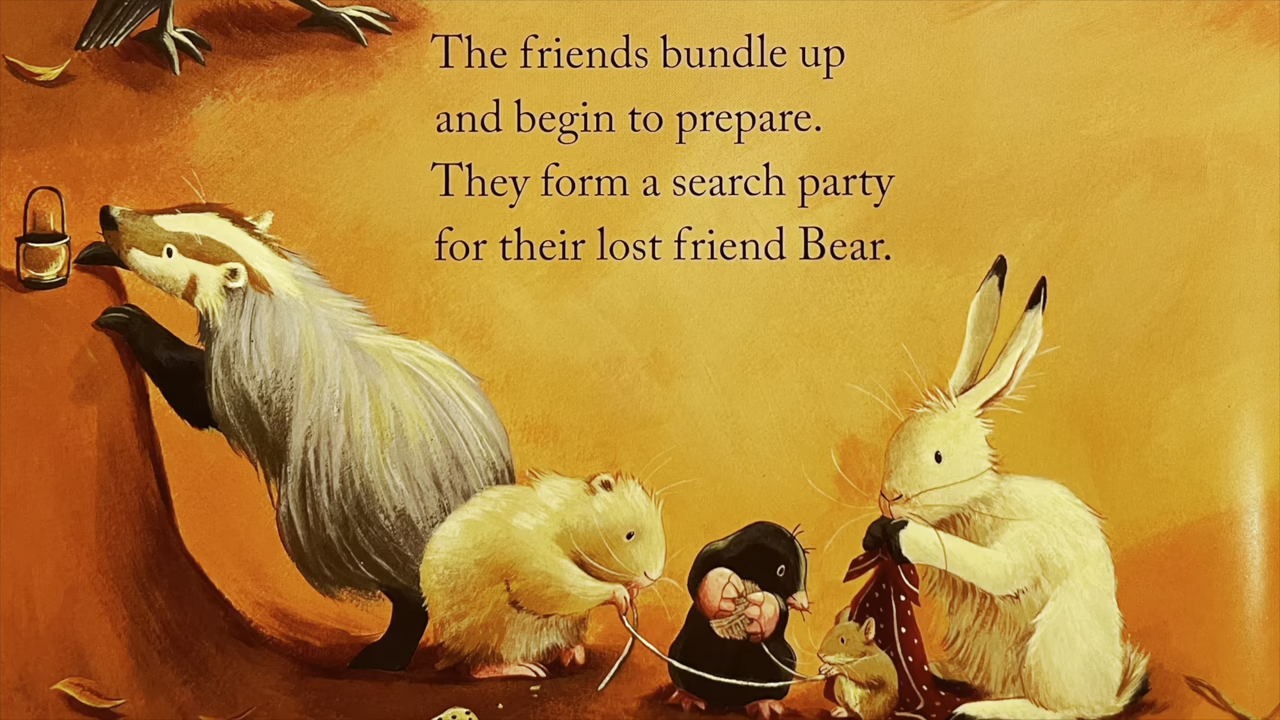 The friends bundle up
and begin to prepare.
They form a search party
for their lost friend Bear.